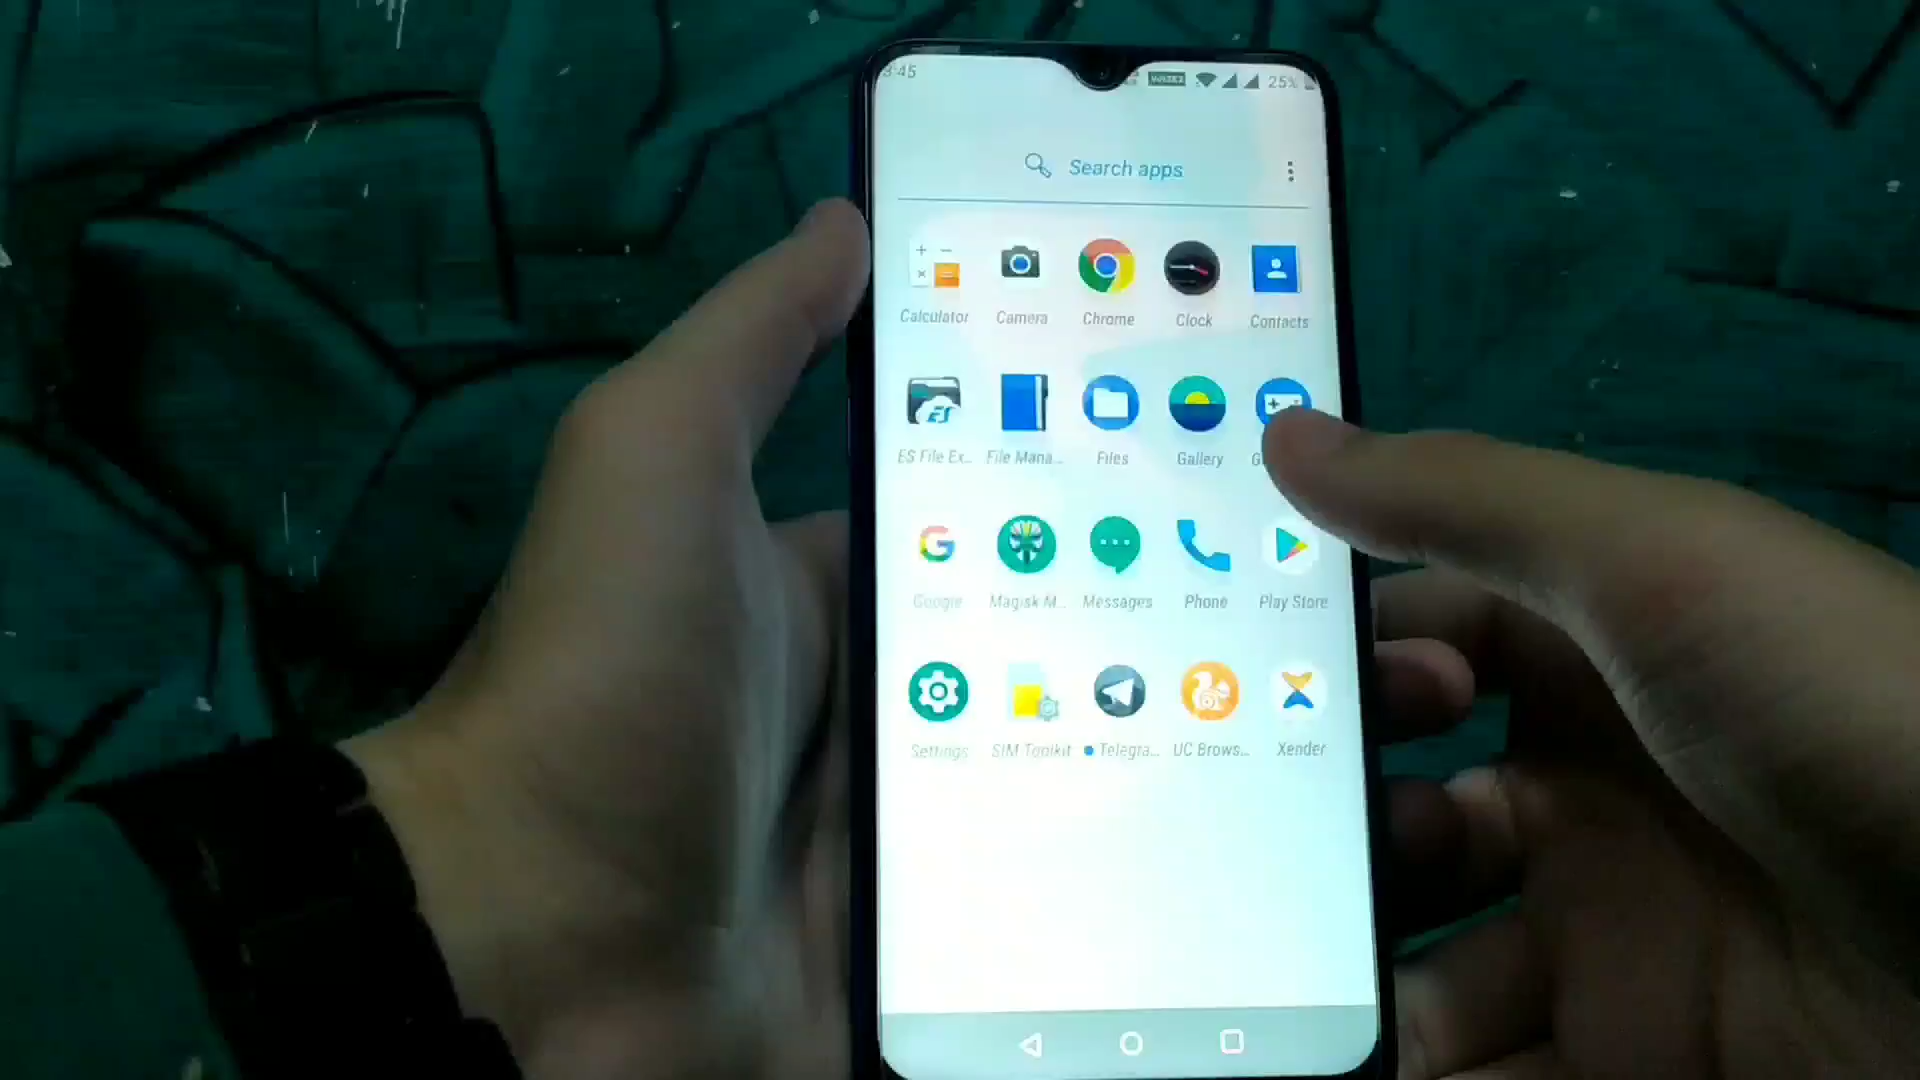 3:45 25%
Search apps
Calculator Camera Chrome Clock Contacts
ES File Ex... File Mana... Files Gallery
Google Magisk M... Messages Phone Play Store
Settings SIM Toolkit Telegra... UC Brows... Xender